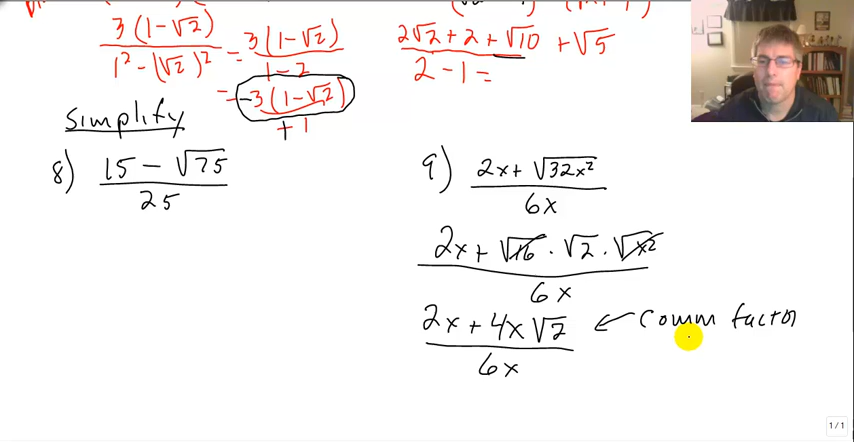 3(1-√2) / 1² - (√2)² = 3(1-√2) / 1-2
= -3(1-√2) / +1
2√2 + 2 + √10 + √5 / 2 - 1 =
Simplify
8) 15 - √75 / 25
9) 2x + √32x² / 6x
2x + √16 · √2 · √x² / 6x
2x + 4x√2 / 6x ← Comm factor
1/1